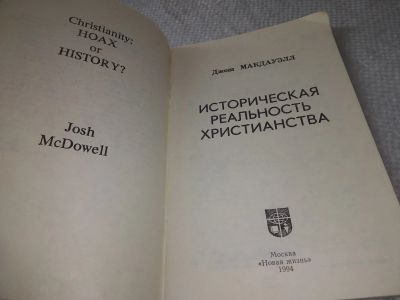 Christianity:
HOAX
or
HISTORY?
Josh
McDowell
Джош МАКДАУЭЛЛ
ИСТОРИЧЕСКАЯ
РЕАЛЬНОСТЬ
ХРИСТИАНСТВА
Москва
«Новая жизнь»
1994